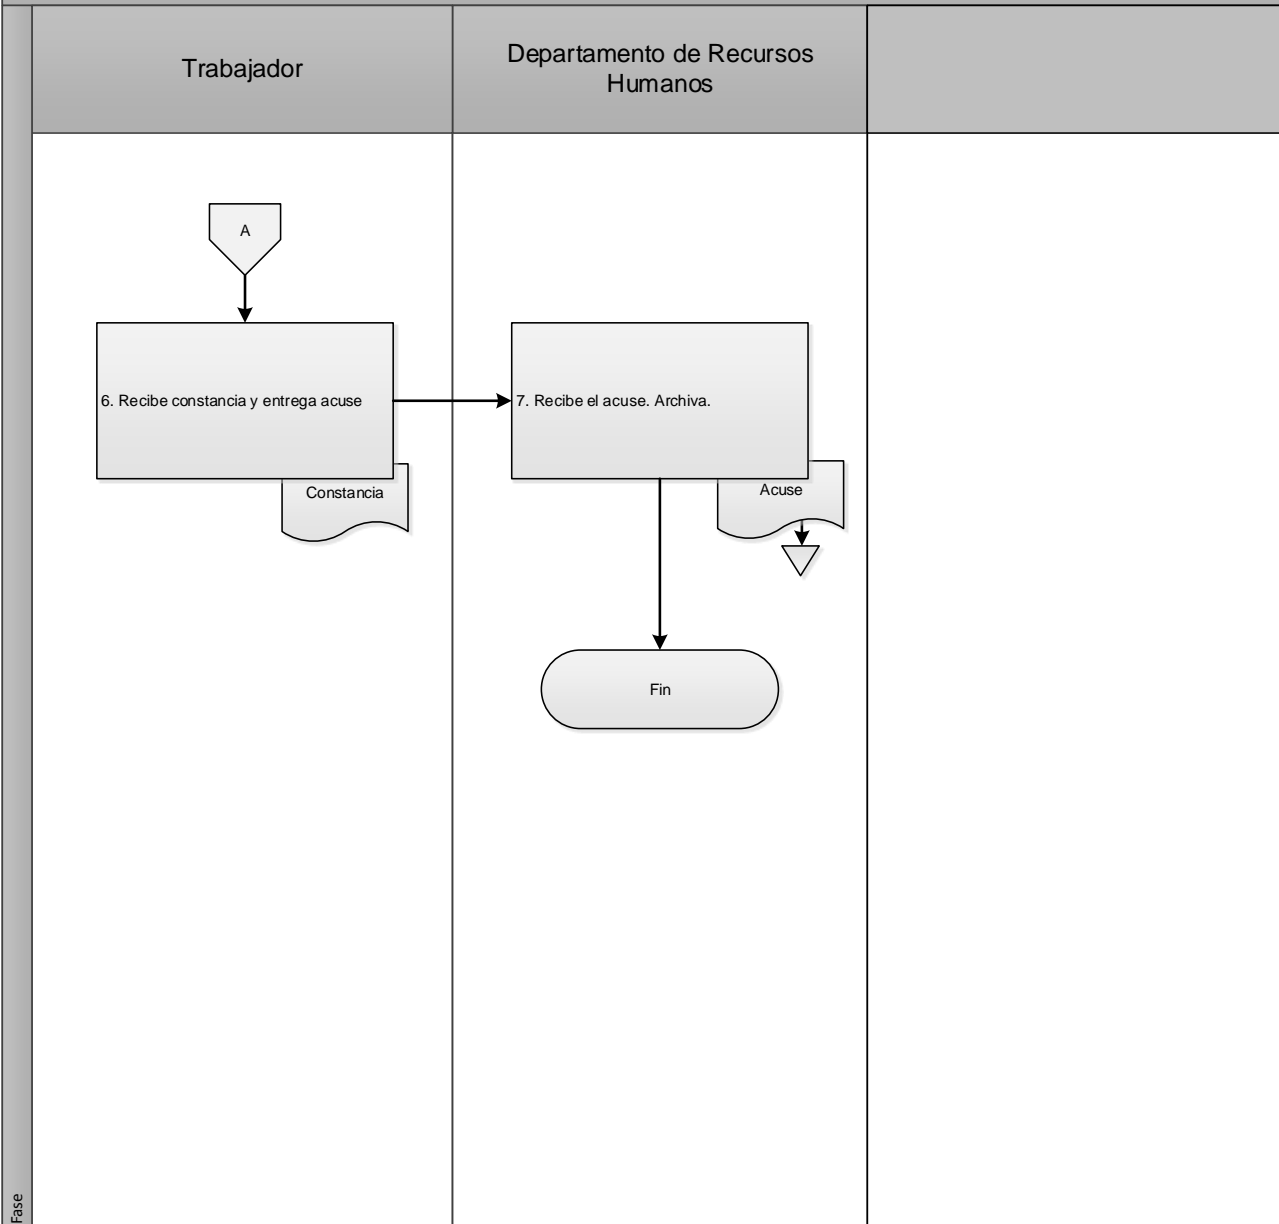 Trabajador
Departamento de Recursos
Humanos
A
6. Recibe constancia y entrega acuse
7. Recibe el acuse. Archiva.
Constancia
Acuse
Fin
Fase